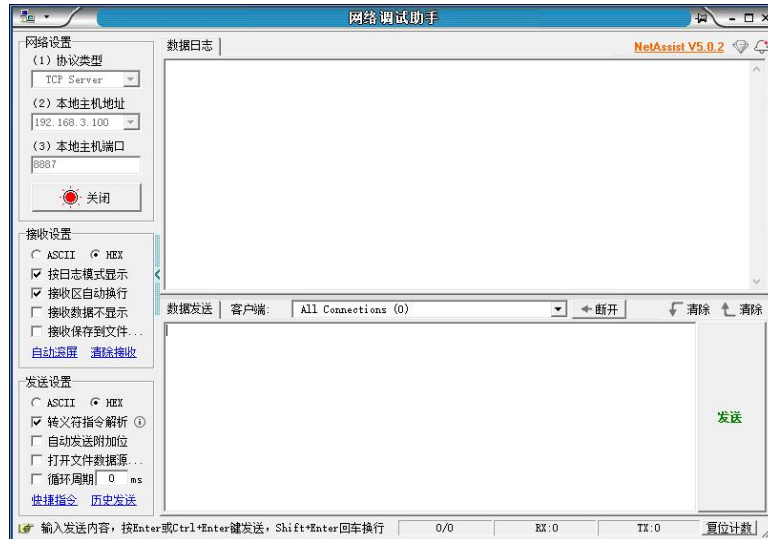 网络调试助手
网络设置
(1) 协议类型
TCP Server
(2) 本地主机地址
192.168.3.100
(3) 本地主机端口
8887
关闭
接收设置
ASCII HEX
按日志模式显示
接收区自动换行
接收数据不显示
接收保存到文件...
自动滚屏 清除接收
发送设置
ASCII HEX
转义符指令解析
自动发送附加位
打开文件数据源...
循环周期 0 ms
快捷指令 历史发送
数据日志 NetAssist V5.0.2
数据发送 客户端: All Connections (0) 断开 清除 清除
发送
输入发送内容，按Enter或Ctrl+Enter键发送，Shift+Enter回车换行 0/0 RX:0 TX:0 复位计数